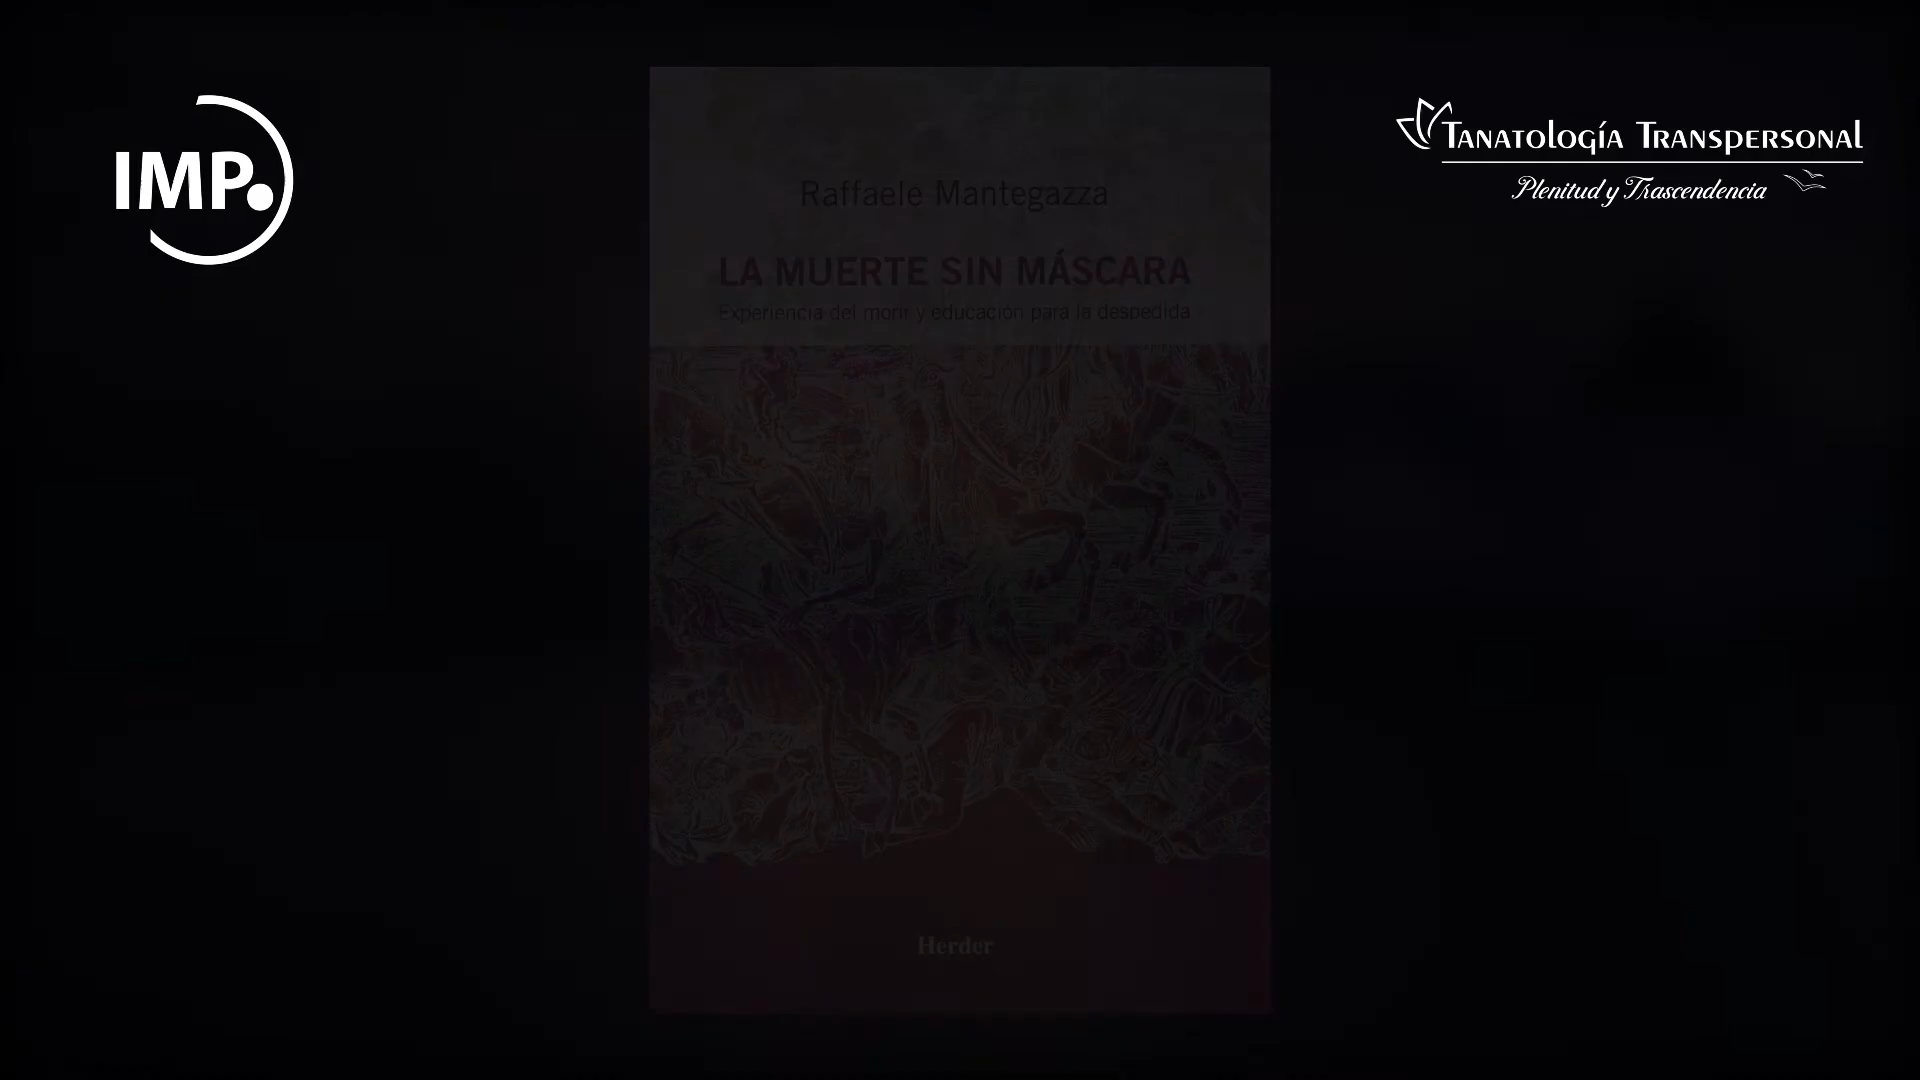 IMP.
TANATOLOGÍA TRANSPERSONAL
Plenitud y Trascendencia
Raffaele Mantegazza
LA MUERTE SIN MÁSCARA
Experiencia del morir y educación para la despedida
Herder